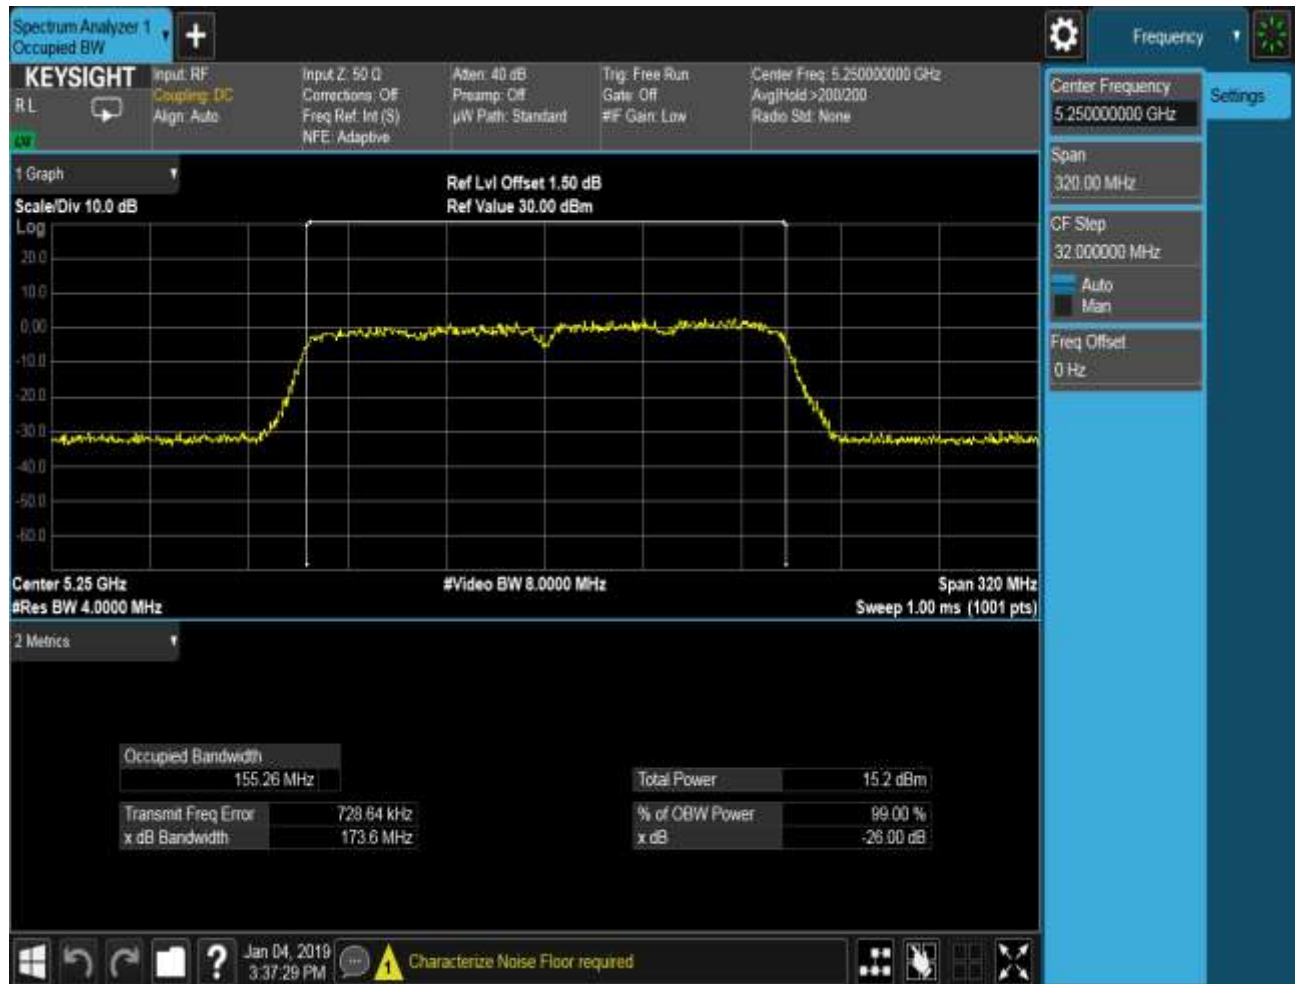 Spectrum Analyzer 1
Occupied BW
Frequency
KEYSIGHT
RL
Input: RF
Coupling: DC
Align: Auto
Input Z: 50 Ω
Corrections: Off
Freq Ref: Int (S)
NFE: Adaptive
Atten: 40 dB
Preamp: Off
µW Path: Standard
Trig: Free Run
Gate: Off
#IF Gain: Low
Center Freq: 5.250000000 GHz
Avg|Hold:>200/200
Radio Std: None
Center Frequency
5.250000000 GHz
Settings
Span
320.00 MHz
CF Step
32.000000 MHz
Auto
Man
Freq Offset
0 Hz
1 Graph
Scale/Div 10.0 dB
Ref Lvl Offset 1.50 dB
Ref Value 30.00 dBm
Log
20.0
10.0
0.00
-10.0
-20.0
-30.0
-40.0
-50.0
-60.0
Center 5.25 GHz
#Video BW 8.0000 MHz
Span 320 MHz
#Res BW 4.0000 MHz
Sweep 1.00 ms (1001 pts)
2 Metrics
Occupied Bandwidth
155.26 MHz
Total Power 15.2 dBm
Transmit Freq Error 728.64 kHz
% of OBW Power 99.00 %
x dB Bandwidth 173.6 MHz
x dB -26.00 dB
Jan 04, 2019
3:37:29 PM
1
Characterize Noise Floor required